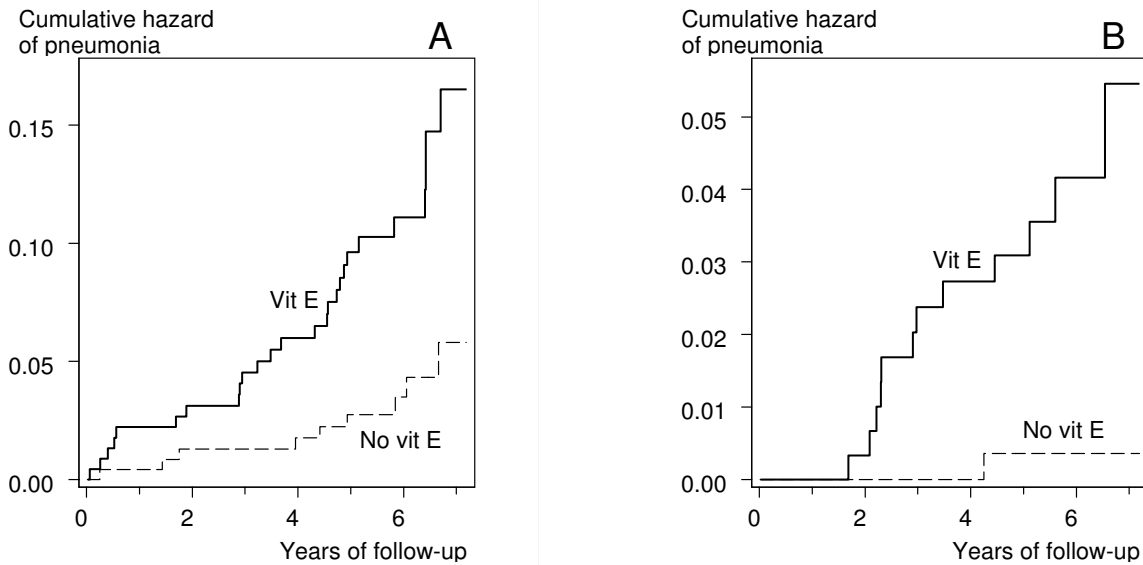 Cumulative hazard
of pneumonia
A
0.15
0.10
0.05
0.00
Vit E
No vit E
0 2 4 6
Years of follow-up
Cumulative hazard
of pneumonia
B
0.05
0.04
0.03
0.02
0.01
0.00
Vit E
No vit E
0 2 4 6
Years of follow-up